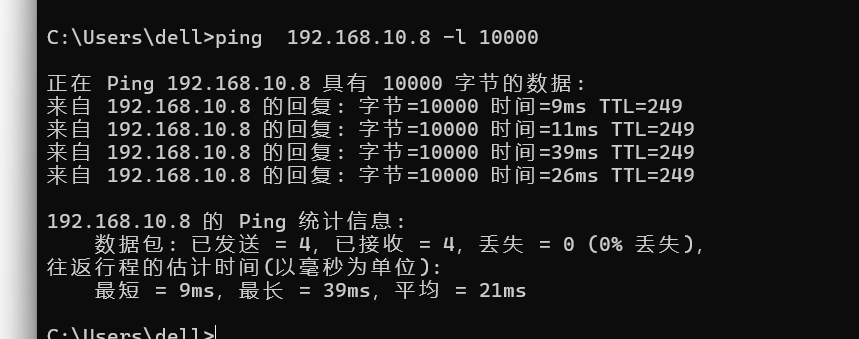 C:\Users\dell>ping  192.168.10.8 -l 10000
正在 Ping 192.168.10.8 具有 10000 字节的数据:
来自 192.168.10.8 的回复: 字节=10000 时间=9ms TTL=249
来自 192.168.10.8 的回复: 字节=10000 时间=11ms TTL=249
来自 192.168.10.8 的回复: 字节=10000 时间=39ms TTL=249
来自 192.168.10.8 的回复: 字节=10000 时间=26ms TTL=249
192.168.10.8 的 Ping 统计信息:
    数据包: 已发送 = 4, 已接收 = 4, 丢失 = 0 (0% 丢失),
往返行程的估计时间(以毫秒为单位):
    最短 = 9ms, 最长 = 39ms, 平均 = 21ms
C:\Users\dell>